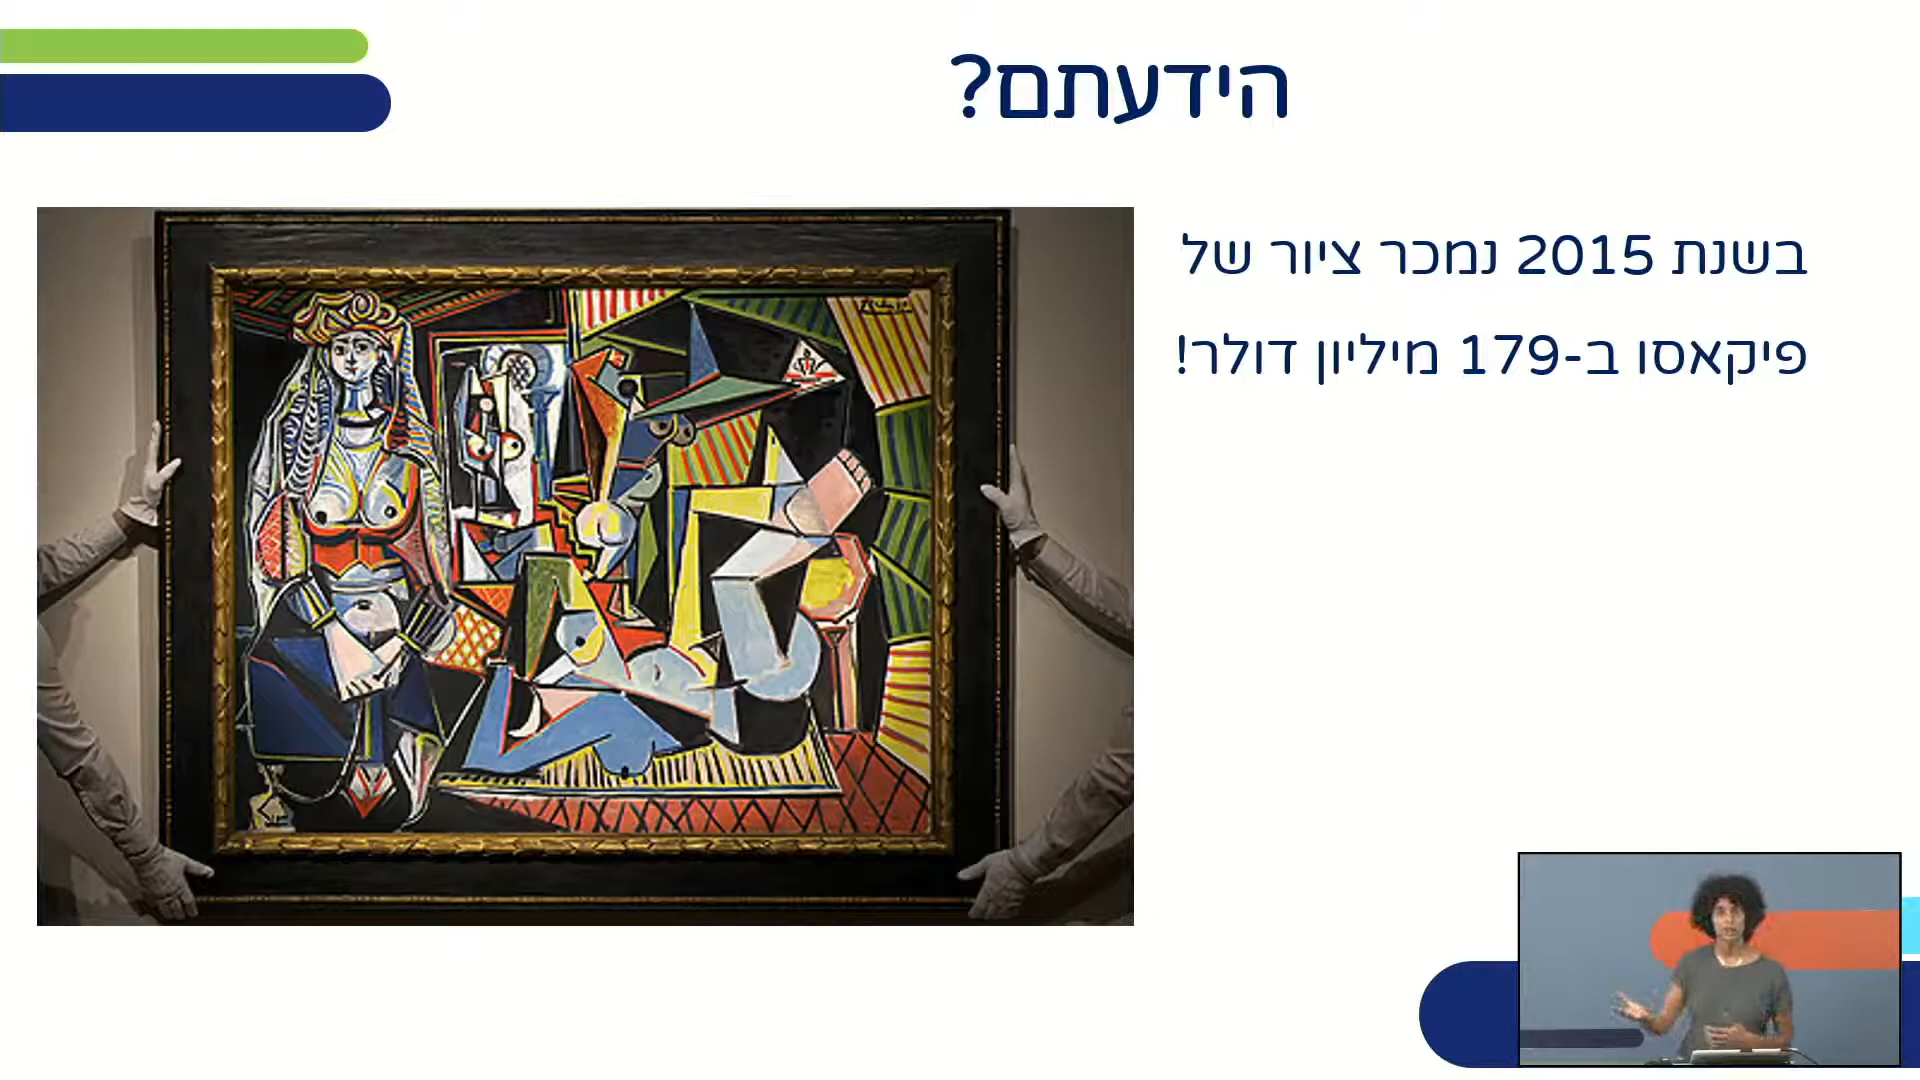 הידעתם?
בשנת 2015 נמכר ציור של
פיקאסו ב-179 מיליון דולר!